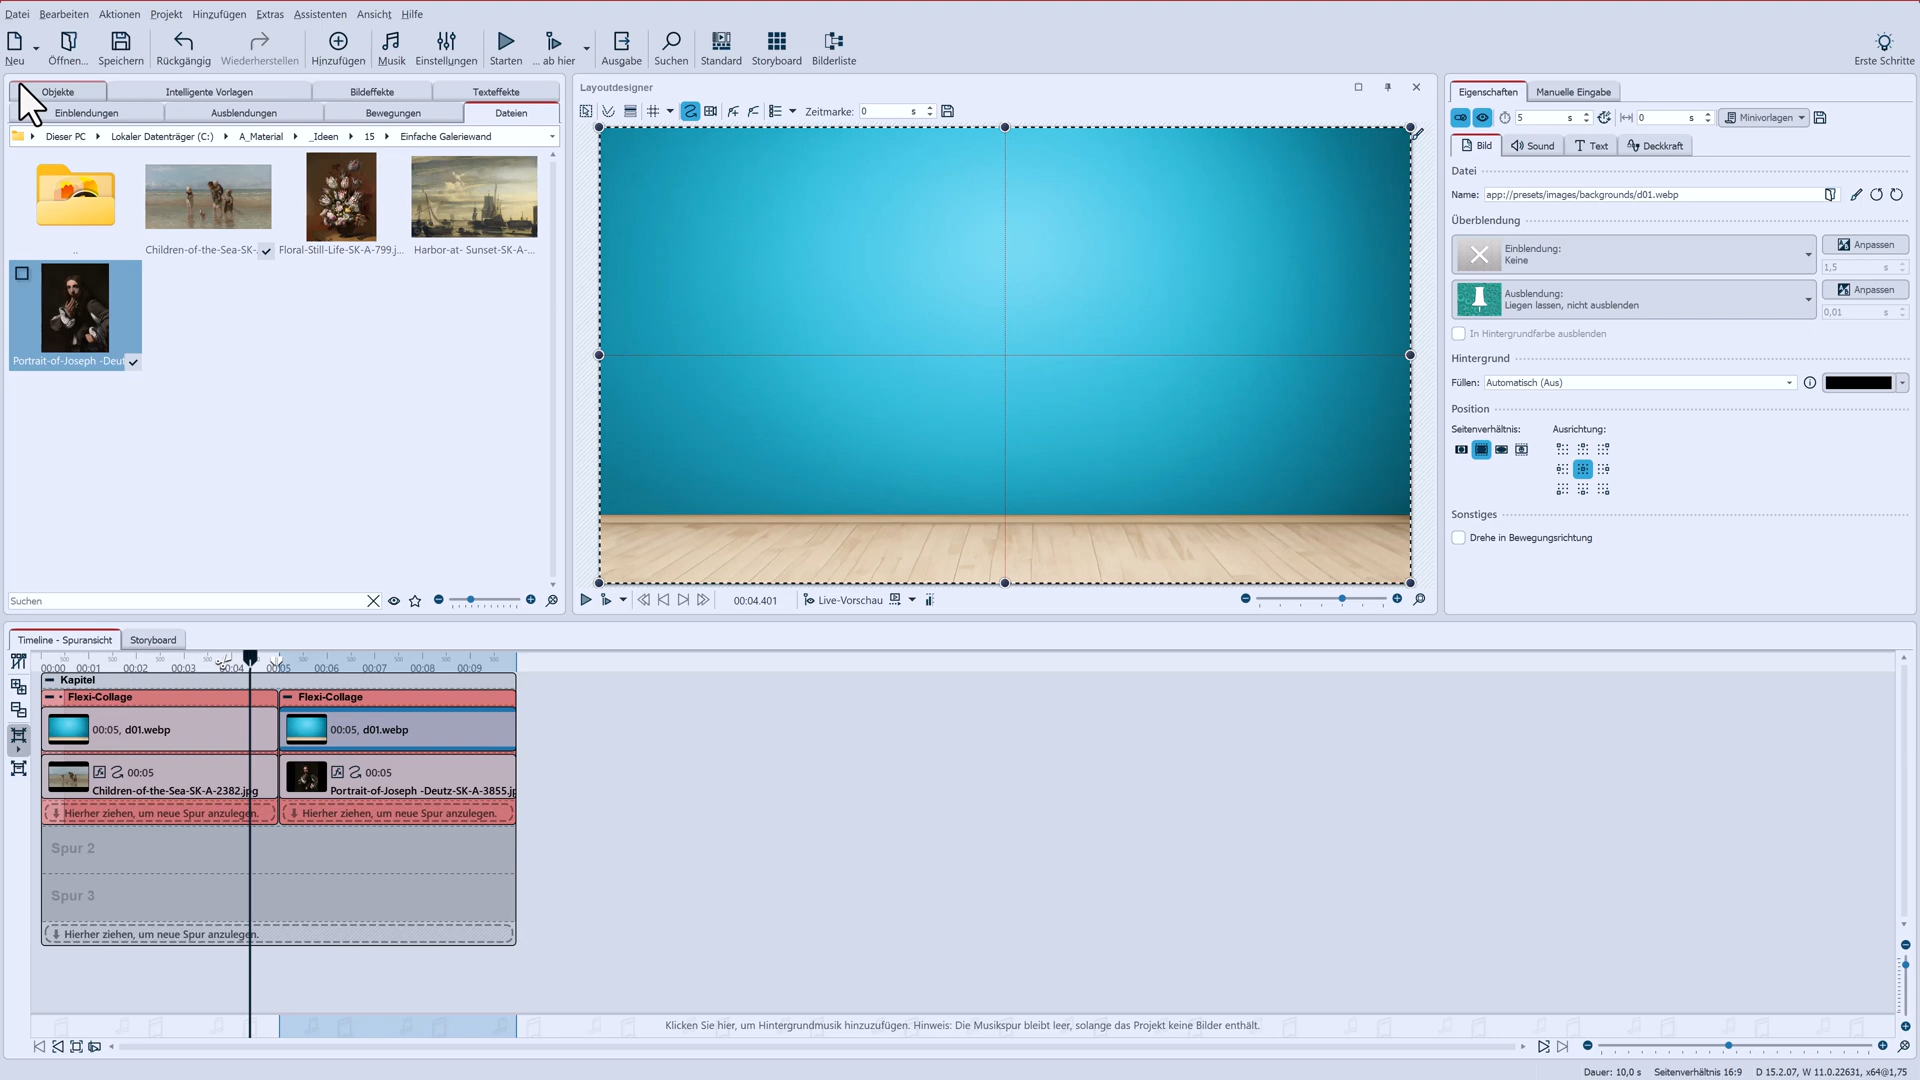 Datei Bearbeiten Aktionen Projekt Hinzufügen Extras Assistenten Ansicht Hilfe
Neu Öffnen... Speichern Rückgängig Wiederherstellen Hinzufügen Musik Einstellungen Starten ... ab hier Ausgabe Suchen Standard Storyboard Bilderliste Erste Schritte
Objekte Intelligente Vorlagen Bildeffekte Texteffekte
Einblendungen Ausblendungen Bewegungen Dateien
Dieser PC Lokaler Datenträger (C:) A_Material _Ideen 15 Einfache Galeriewand
..
Children-of-the-Sea-SK-...
Floral-Still-Life-SK-A-799.j...
Harbor-at- Sunset-SK-A-...
Portrait-of-Joseph -Deut
Suchen
Layoutdesigner
Zeitmarke: 0 s
00:04.401 Live-Vorschau
Eigenschaften Manuelle Eingabe
5 s 0 s Minivorlagen
Bild Sound Text Deckkraft
Datei
Name: app://presets/images/backgrounds/d01.webp
Überblendung
Einblendung:
Keine
Anpassen
1,5 s
Ausblendung:
Liegen lassen, nicht ausblenden
Anpassen
0,01 s
In Hintergrundfarbe ausblenden
Hintergrund
Füllen: Automatisch (Aus)
Position
Seitenverhältnis: Ausrichtung:
Sonstiges
Drehe in Bewegungsrichtung
Timeline - Spuransicht Storyboard
00:00 00:01 00:02 00:03 00:04 00:05 00:06 00:07 00:08 00:09
Kapitel
Flexi-Collage Flexi-Collage
00:05, d01.webp 00:05, d01.webp
00:05 00:05
Children-of-the-Sea-SK-A-2382.jpg Portrait-of-Joseph -Deutz-SK-A-3855.jp
Hierher ziehen, um neue Spur anzulegen. Hierher ziehen, um neue Spur anzulegen.
Spur 2
Spur 3
Hierher ziehen, um neue Spur anzulegen.
Klicken Sie hier, um Hintergrundmusik hinzuzufügen. Hinweis: Die Musikspur bleibt leer, solange das Projekt keine Bilder enthält.
Dauer: 10,0 s Seitenverhältnis 16:9 D 15.2.07, W 11.0.22631, x64@1,75